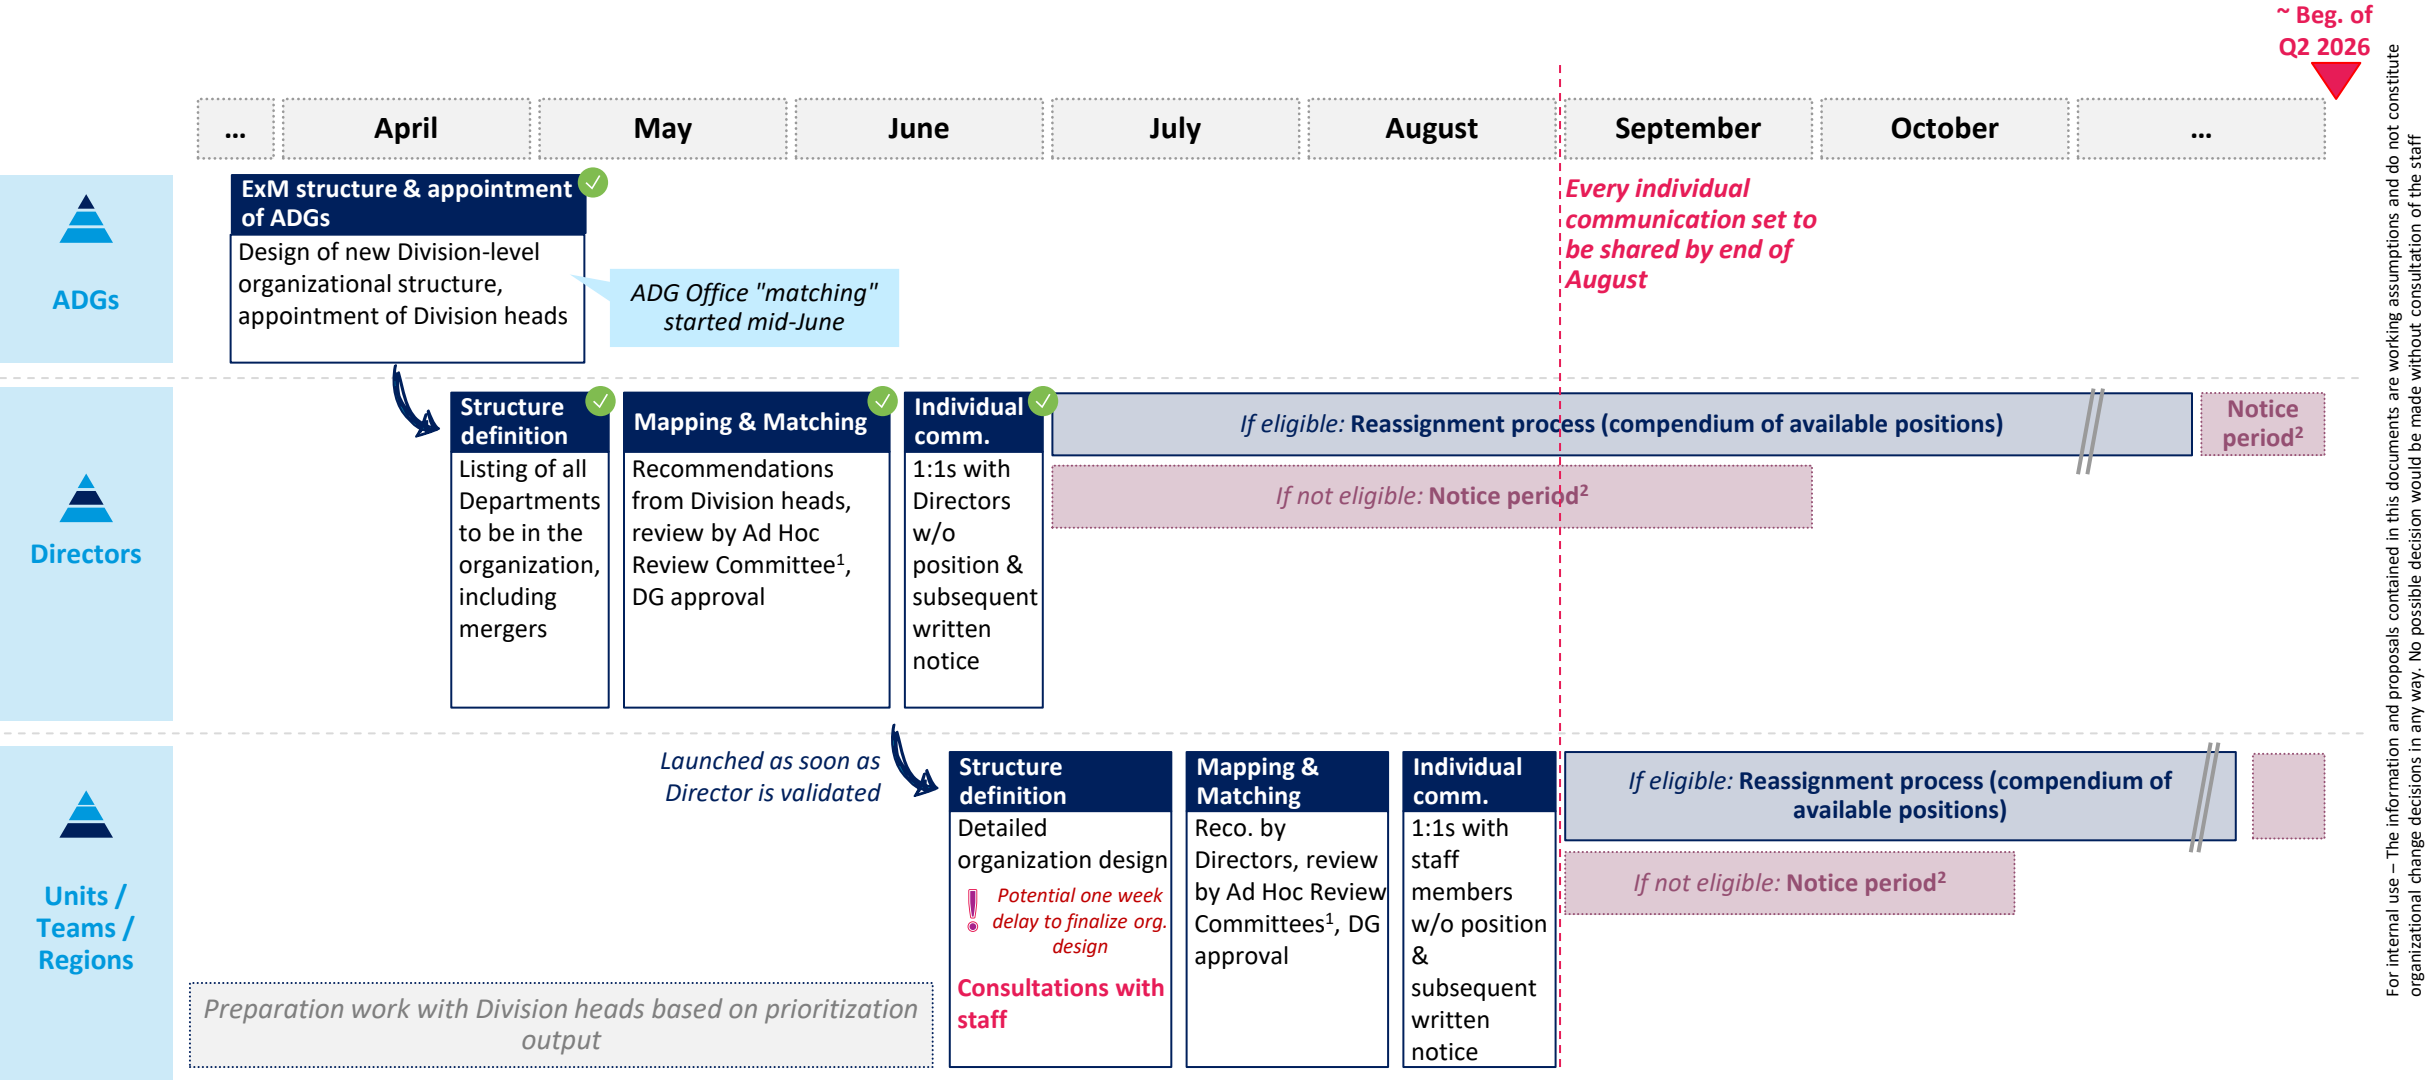 ~ Beg. of
Q2 2026
...
April
May
June
July
August
September
October
...
ADGs
ExM structure & appointment
of ADGs
Design of new Division-level
organizational structure,
appointment of Division heads
ADG Office "matching"
started mid-June
Every individual
communication set to
be shared by end of
August
Directors
Structure
definition
Listing of all
Departments
to be in the
organization,
including
mergers
Mapping & Matching
Recommendations
from Division heads,
review by Ad Hoc
Review Committee¹,
DG approval
Individual
comm.
1:1s with
Directors
w/o
position &
subsequent
written
notice
If eligible: Reassignment process (compendium of available positions)
Notice
period²
If not eligible: Notice period²
Units /
Teams /
Regions
Launched as soon as
Director is validated
Preparation work with Division heads based on prioritization
output
Structure
definition
Detailed
organization design
Potential one week
delay to finalize org.
design
Consultations with
staff
Mapping &
Matching
Reco. by
Directors, review
by Ad Hoc Review
Committees¹, DG
approval
Individual
comm.
1:1s with
staff
members
w/o position
&
subsequent
written
notice
If eligible: Reassignment process (compendium of
available positions)
If not eligible: Notice period²
For internal use – The information and proposals contained in this documents are working assumptions and do not constitute
organizational change decisions in any way. No possible decision would be made without consultation of the staff